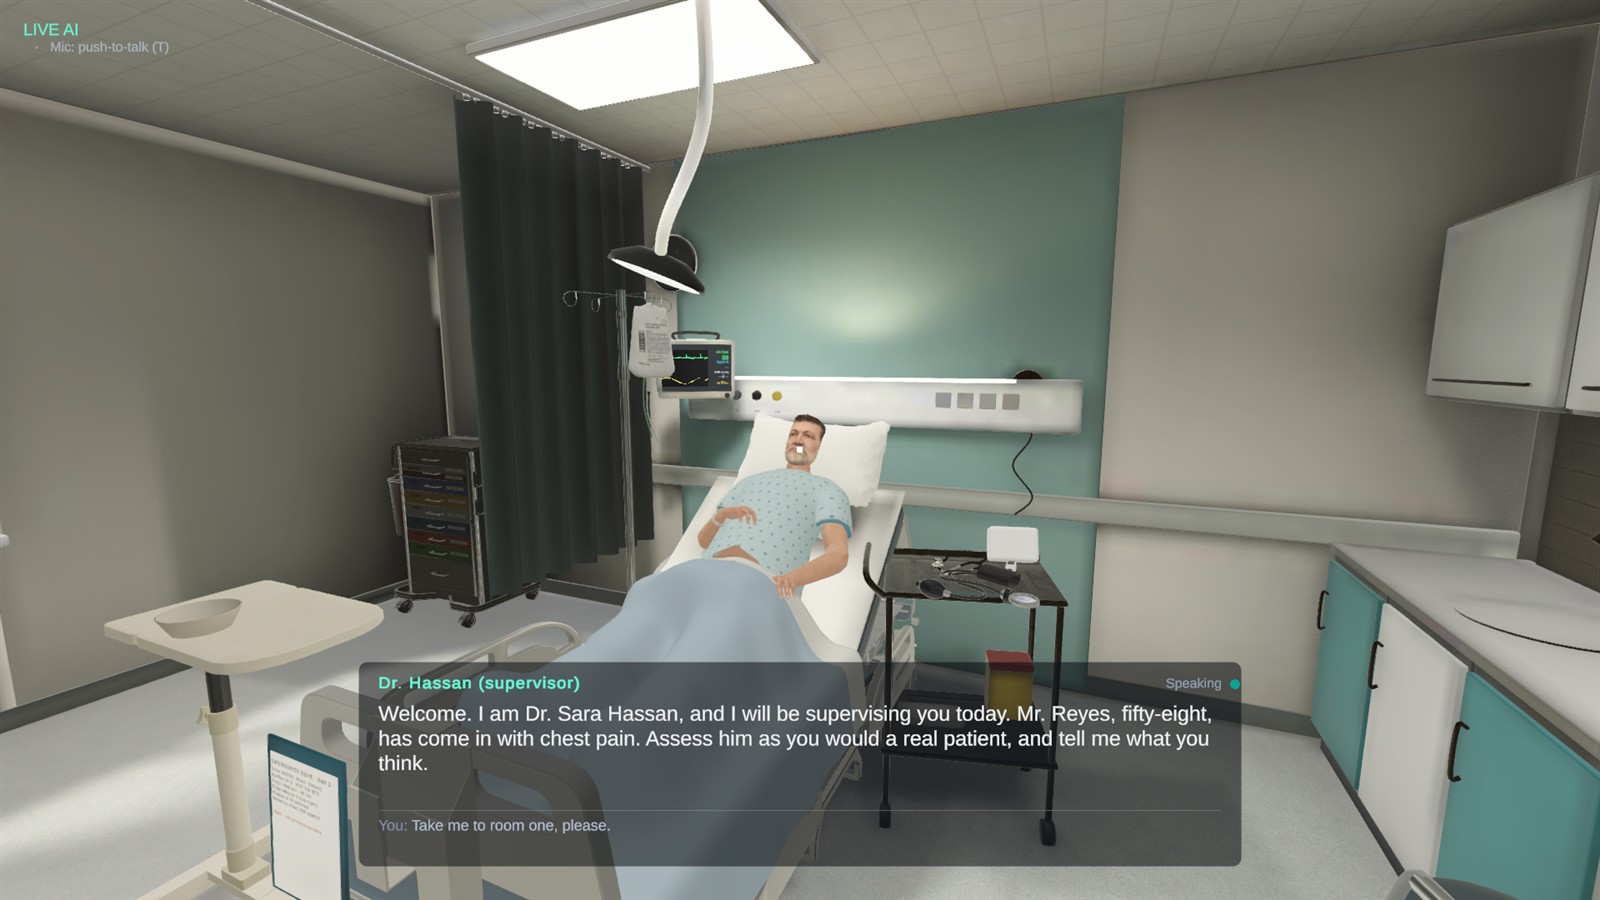 LIVE AI
· Mic: push-to-talk (T)
Dr. Hassan (supervisor)
Speaking
Welcome. I am Dr. Sara Hassan, and I will be supervising you today. Mr. Reyes, fifty-eight,
has come in with chest pain. Assess him as you would a real patient, and tell me what you
think.
You: Take me to room one, please.